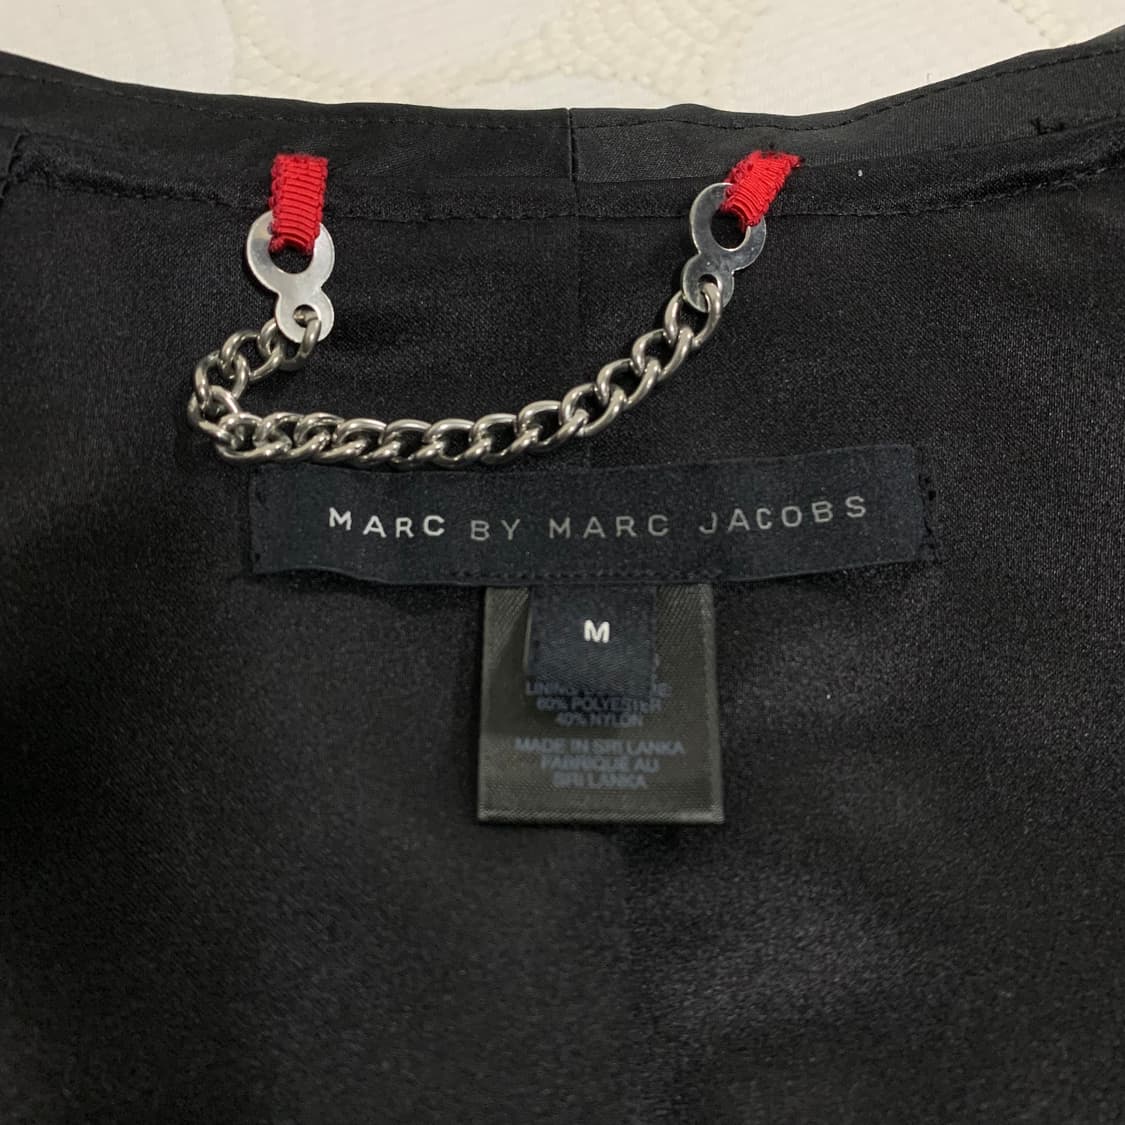 MARC BY MARC JACOBS
M
60% POLYESTER
40% NYLON
MADE IN SRI LANKA
FABRIQUÉ AU
SRI LANKA